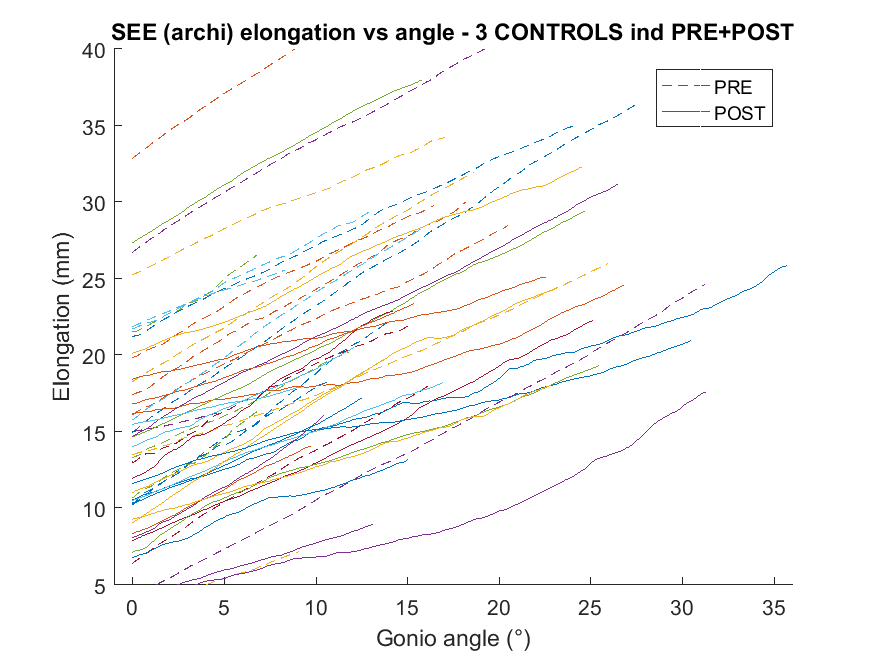 SEE (archi) elongation vs angle - 3 CONTROLS ind PRE+POST
40
35
30
25
20
15
10
5
Elongation (mm)
PRE
POST
0 5 10 15 20 25 30 35
Gonio angle (°)